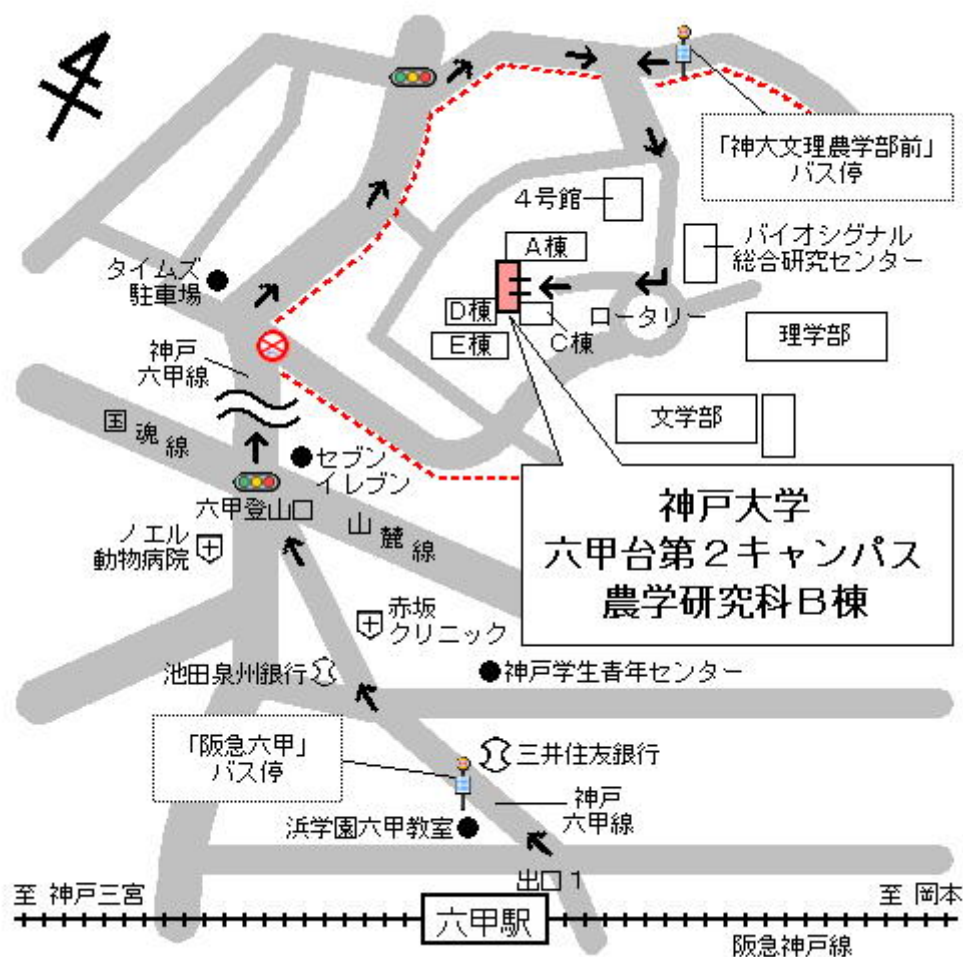 「神大文理農学部前」
バス停
４号館
A棟
バイオシグナル
総合研究センター
タイムズ
駐車場
D棟
ロータリー
E棟
C棟
理学部
神戸
六甲線
国魂線
文学部
セブン
イレブン
六甲登山口
山麓線
神戸大学
六甲台第２キャンパス
農学研究科Ｂ棟
ノエル
動物病院
赤坂
クリニック
池田泉州銀行
神戸学生青年センター
「阪急六甲」
バス停
三井住友銀行
神戸
六甲線
浜学園六甲教室
出口１
至 神戸三宮
至 岡本
六甲駅
阪急神戸線